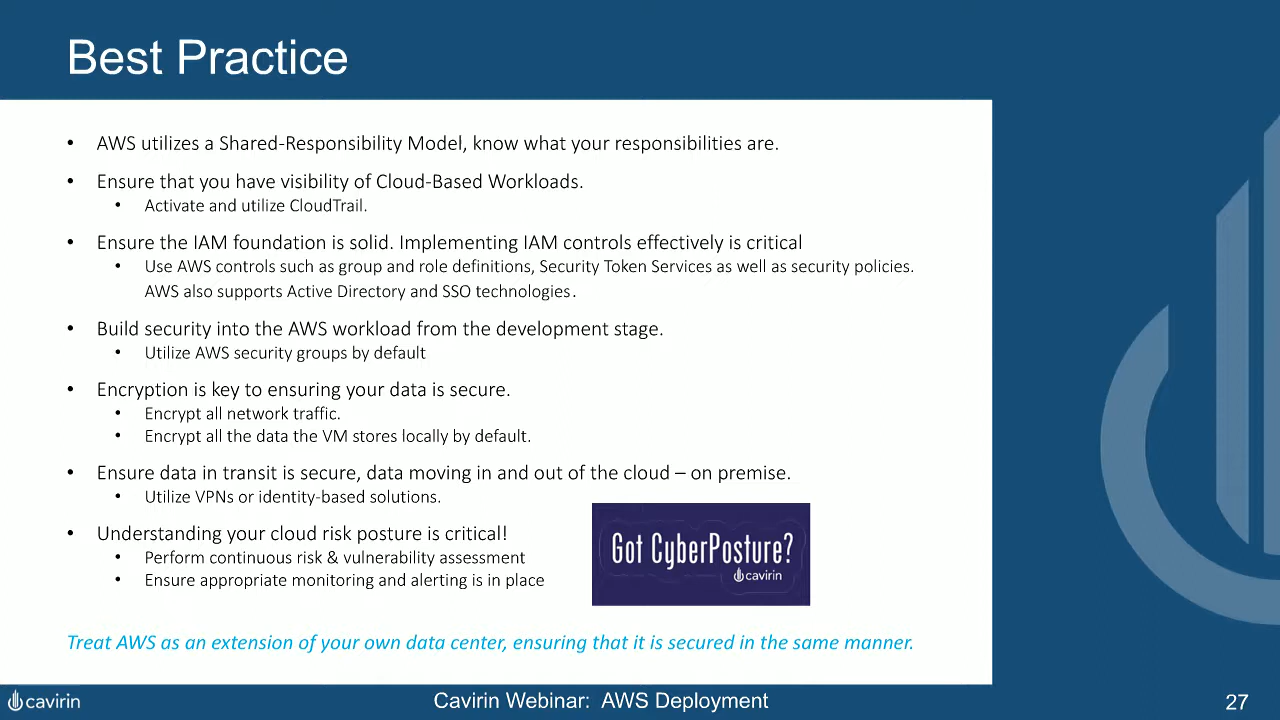 Best Practice
• AWS utilizes a Shared-Responsibility Model, know what your responsibilities are.
• Ensure that you have visibility of Cloud-Based Workloads.
• Activate and utilize CloudTrail.
• Ensure the IAM foundation is solid. Implementing IAM controls effectively is critical
• Use AWS controls such as group and role definitions, Security Token Services as well as security policies.
AWS also supports Active Directory and SSO technologies.
• Build security into the AWS workload from the development stage.
• Utilize AWS security groups by default
• Encryption is key to ensuring your data is secure.
• Encrypt all network traffic.
• Encrypt all the data the VM stores locally by default.
• Ensure data in transit is secure, data moving in and out of the cloud – on premise.
• Utilize VPNs or identity-based solutions.
• Understanding your cloud risk posture is critical!
• Perform continuous risk & vulnerability assessment
• Ensure appropriate monitoring and alerting is in place
Got CyberPosture?
cavirin
Treat AWS as an extension of your own data center, ensuring that it is secured in the same manner.
cavirin
Cavirin Webinar: AWS Deployment
27